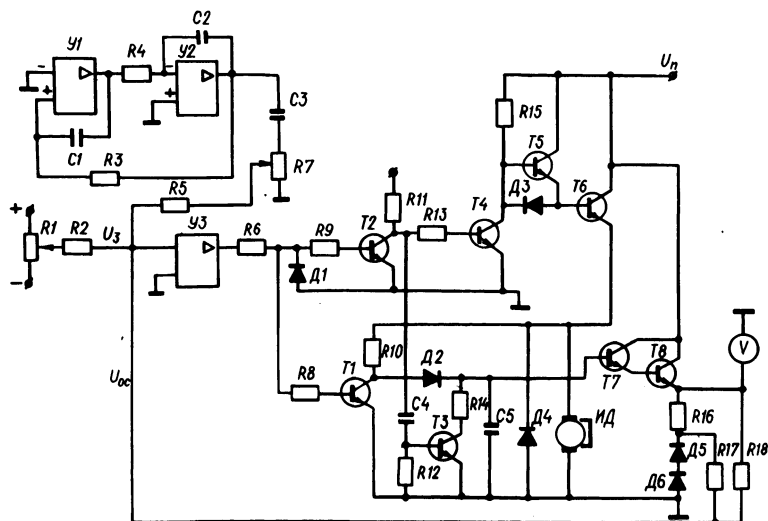 C2
У1 R4 У2
- -
+ +
C3
C1
R3
R7
R5
Uп
R15
T5
Д3 T6
R11
T2 R13 T4
+
R1 R2 U3 У3 R6 R9
-
Д1
Uос
R8 T1 R10 Д2
T7 T8
V
C4 T3 R14 C5 Д4 ИД
R12
R16
Д5 R17 R18
Д6